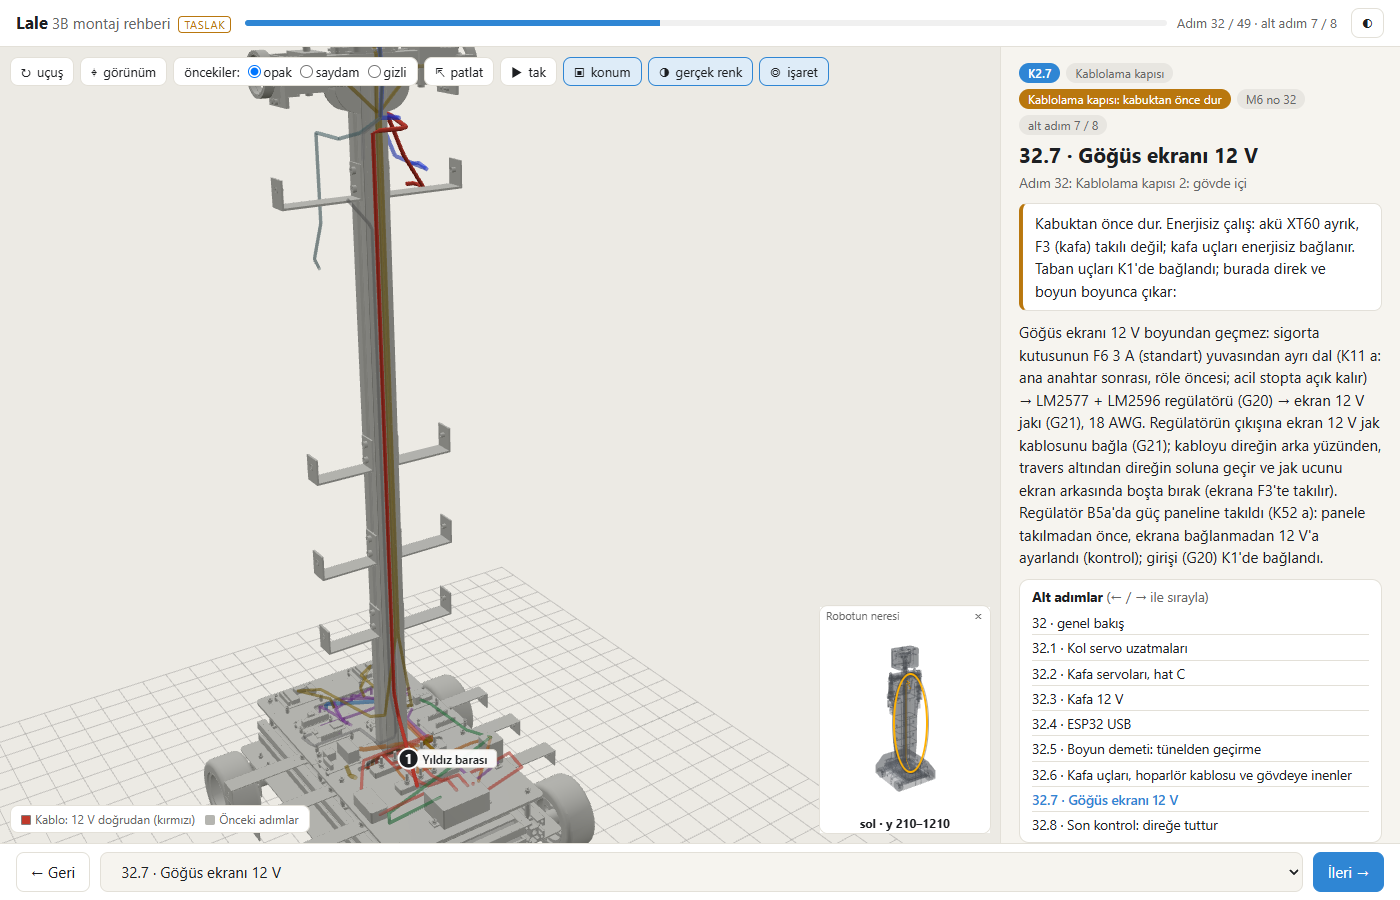 Lale 3B montaj rehberi TASLAK
Adım 32 / 49 · alt adım 7 / 8
↻ uçuş
⌖ görünüm
öncekiler: opak saydam gizli
⇱ patlat
▶ tak
▣ konum
◑ gerçek renk
◎ işaret
K2.7 Kablolama kapısı
Kablolama kapısı: kabuktan önce dur M6 no 32
alt adım 7 / 8
32.7 · Göğüs ekranı 12 V
Adım 32: Kablolama kapısı 2: gövde içi
Kabuktan önce dur. Enerjisiz çalış: akü XT60 ayrık,
F3 (kafa) takılı değil; kafa uçları enerjisiz bağlanır.
Taban uçları K1'de bağlandı; burada direk ve
boyun boyunca çıkar:
Göğüs ekranı 12 V boyundan geçmez: sigorta
kutusunun F6 3 A (standart) yuvasından ayrı dal (K11 a:
ana anahtar sonrası, röle öncesi; acil stopta açık kalır)
→ LM2577 + LM2596 regülatörü (G20) → ekran 12 V
jakı (G21), 18 AWG. Regülatörün çıkışına ekran 12 V jak
kablosunu bağla (G21); kabloyu direğin arka yüzünden,
travers altından direğin soluna geçir ve jak ucunu
ekran arkasında boşta bırak (ekrana F3'te takılır).
Regülatör B5a'da güç paneline takıldı (K52 a): panele
takılmadan önce, ekrana bağlanmadan 12 V'a
ayarlandı (kontrol); girişi (G20) K1'de bağlandı.
Alt adımlar (← / → ile sırayla)
32 · genel bakış
32.1 · Kol servo uzatmaları
32.2 · Kafa servoları, hat C
32.3 · Kafa 12 V
32.4 · ESP32 USB
32.5 · Boyun demeti: tünelden geçirme
32.6 · Kafa uçları, hoparlör kablosu ve gövdeye inenler
32.7 · Göğüs ekranı 12 V
32.8 · Son kontrol: direğe tuttur
Robotun neresi ×
sol · y 210–1210
1 Yıldız barası
Kablo: 12 V doğrudan (kırmızı) Önceki adımlar
← Geri
32.7 · Göğüs ekranı 12 V
İleri →